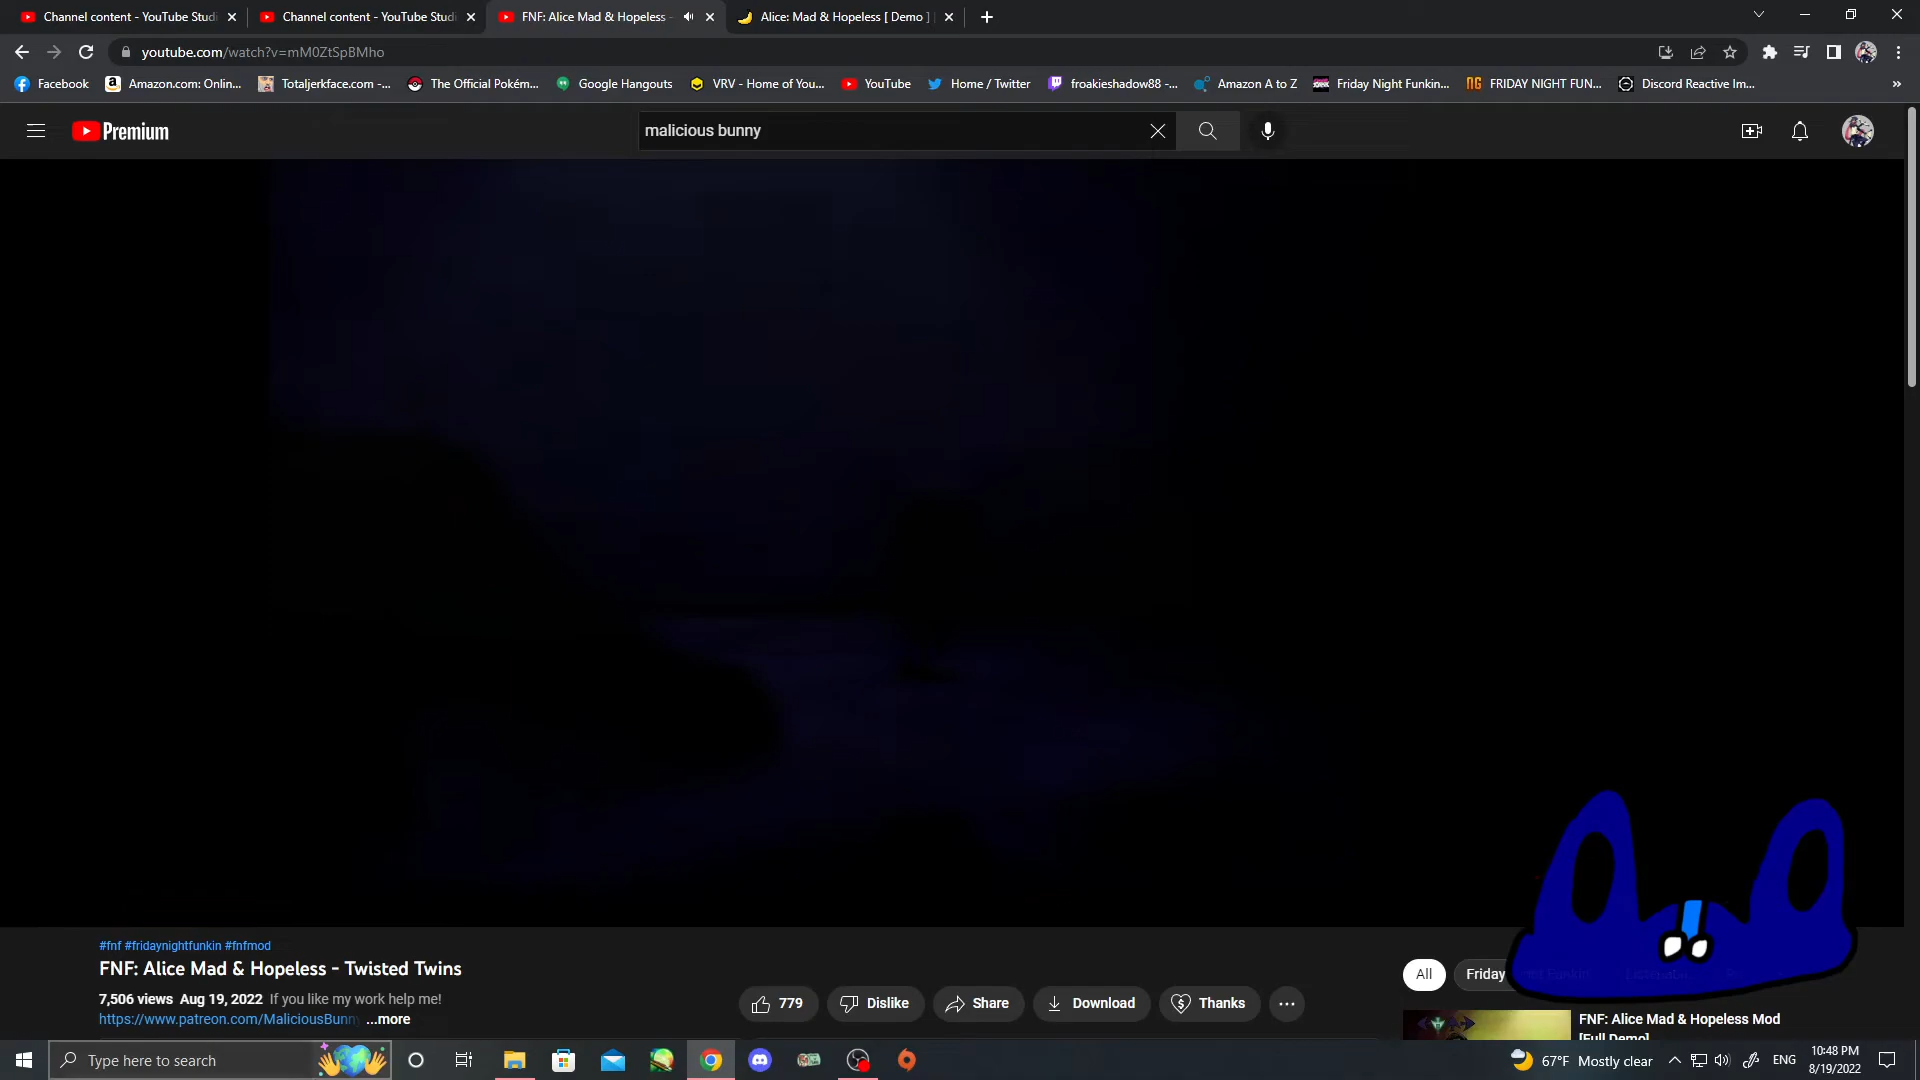 Channel content - YouTube Studi
Channel content - YouTube Studi
FNF: Alice Mad & Hopeless -
Alice: Mad & Hopeless [ Demo ] |
youtube.com/watch?v=mM0ZtSpBMho
Facebook
Amazon.com: Onlin...
Totaljerkface.com -...
The Official Pokém...
Google Hangouts
VRV - Home of You...
YouTube
Home / Twitter
froakieshadow88 -...
Amazon A to Z
Friday Night Funkin...
NG FRIDAY NIGHT FUN...
Discord Reactive Im...
»
Premium
malicious bunny
#fnf #fridaynightfunkin #fnfmod
FNF: Alice Mad & Hopeless - Twisted Twins
7,506 views Aug 19, 2022 If you like my work help me!
https://www.patreon.com/MaliciousBunny ...more
779
Dislike
Share
Download
Thanks
All
Friday
FNF: Alice Mad & Hopeless Mod
[Full Demo]
Type here to search
67°F Mostly clear
ENG
10:48 PM
8/19/2022